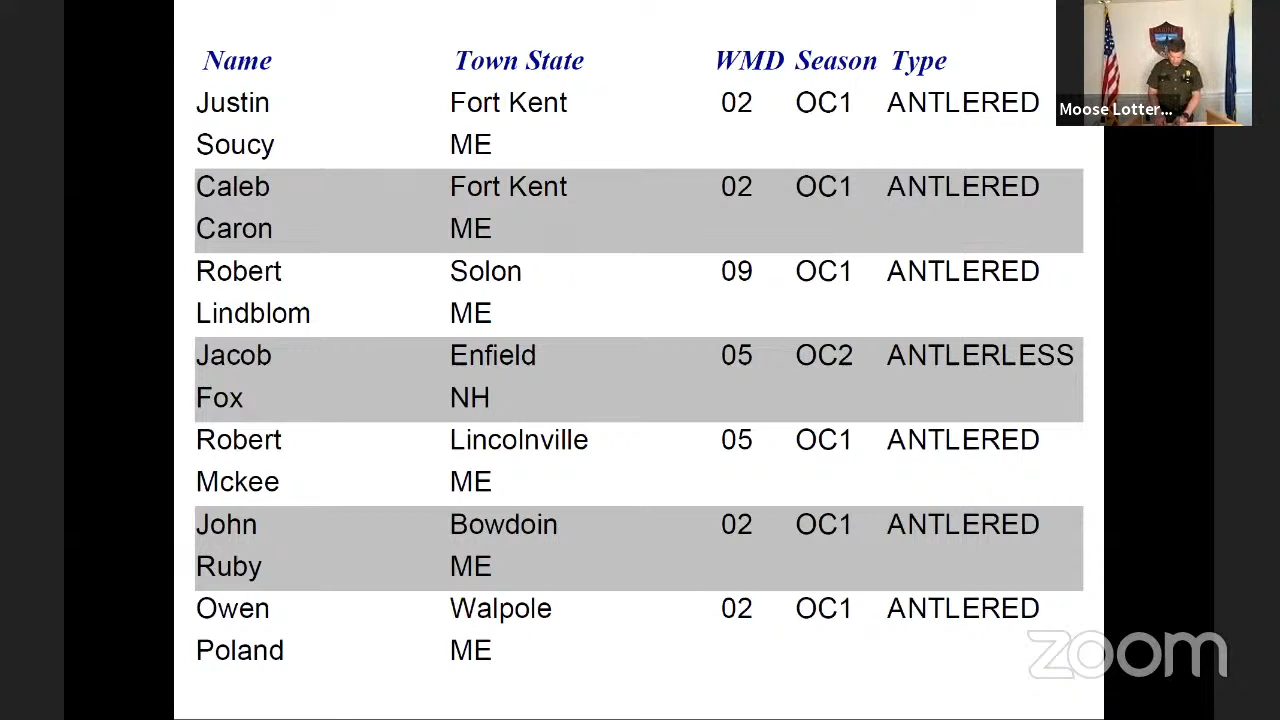 Name Town State WMD Season Type
Justin Fort Kent 02 OC1 ANTLERED
Soucy ME
Caleb Fort Kent 02 OC1 ANTLERED
Caron ME
Robert Solon 09 OC1 ANTLERED
Lindblom ME
Jacob Enfield 05 OC2 ANTLERLESS
Fox NH
Robert Lincolnville 05 OC1 ANTLERED
Mckee ME
John Bowdoin 02 OC1 ANTLERED
Ruby ME
Owen Walpole 02 OC1 ANTLERED
Poland ME
Moose Lotter...
zoom